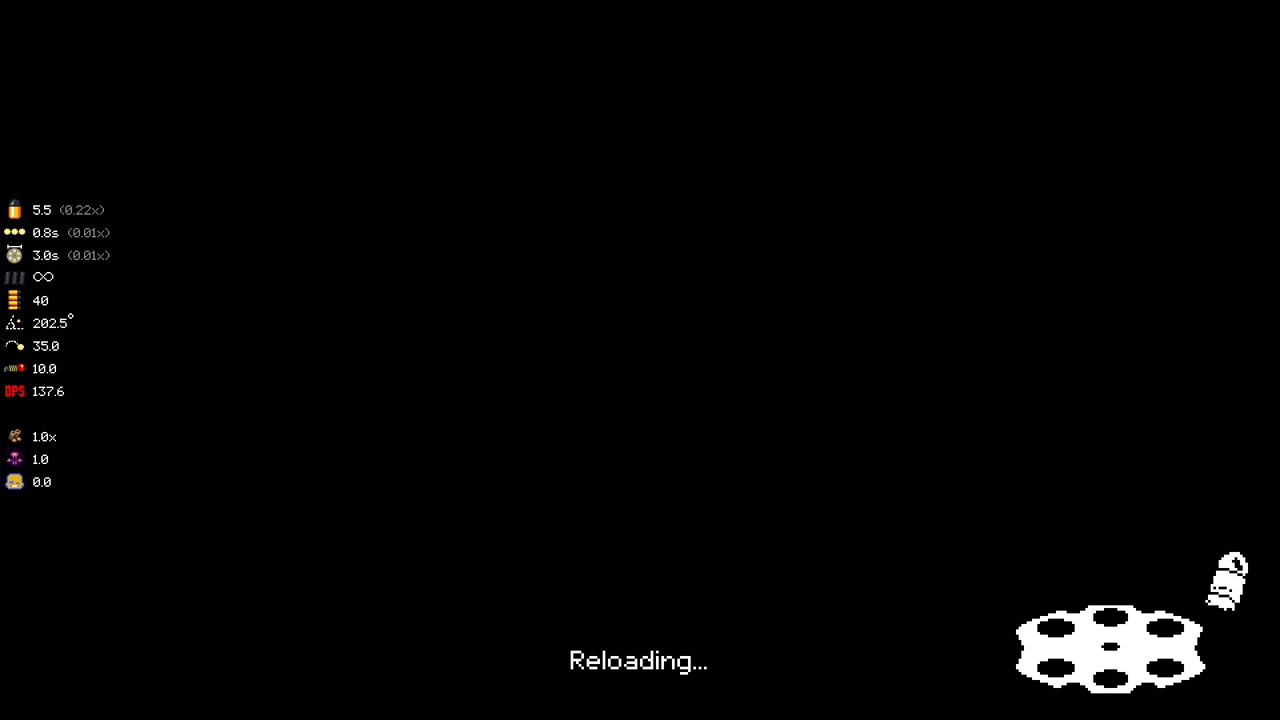 5.5 (0.22x)
0.8s (0.01x)
3.0s (0.01x)
∞
40
202.5°
35.0
10.0
DPS 137.6
1.0x
1.0
0.0
Reloading...